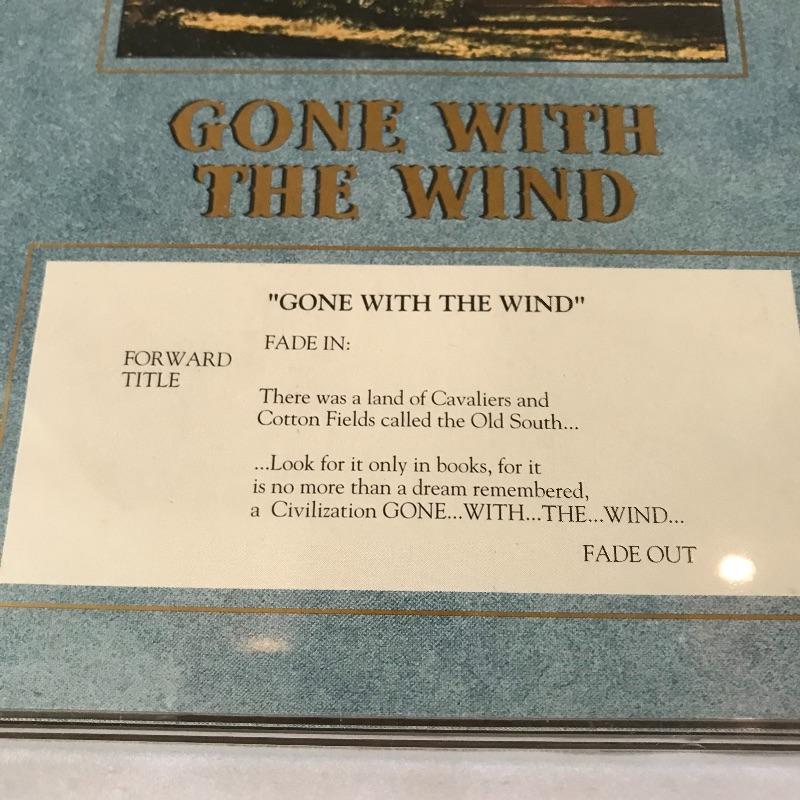 GONE WITH
THE WIND
"GONE WITH THE WIND"
FADE IN:
FORWARD
TITLE
There was a land of Cavaliers and
Cotton Fields called the Old South...
...Look for it only in books, for it
is no more than a dream remembered,
a Civilization GONE...WITH...THE...WIND...
FADE OUT